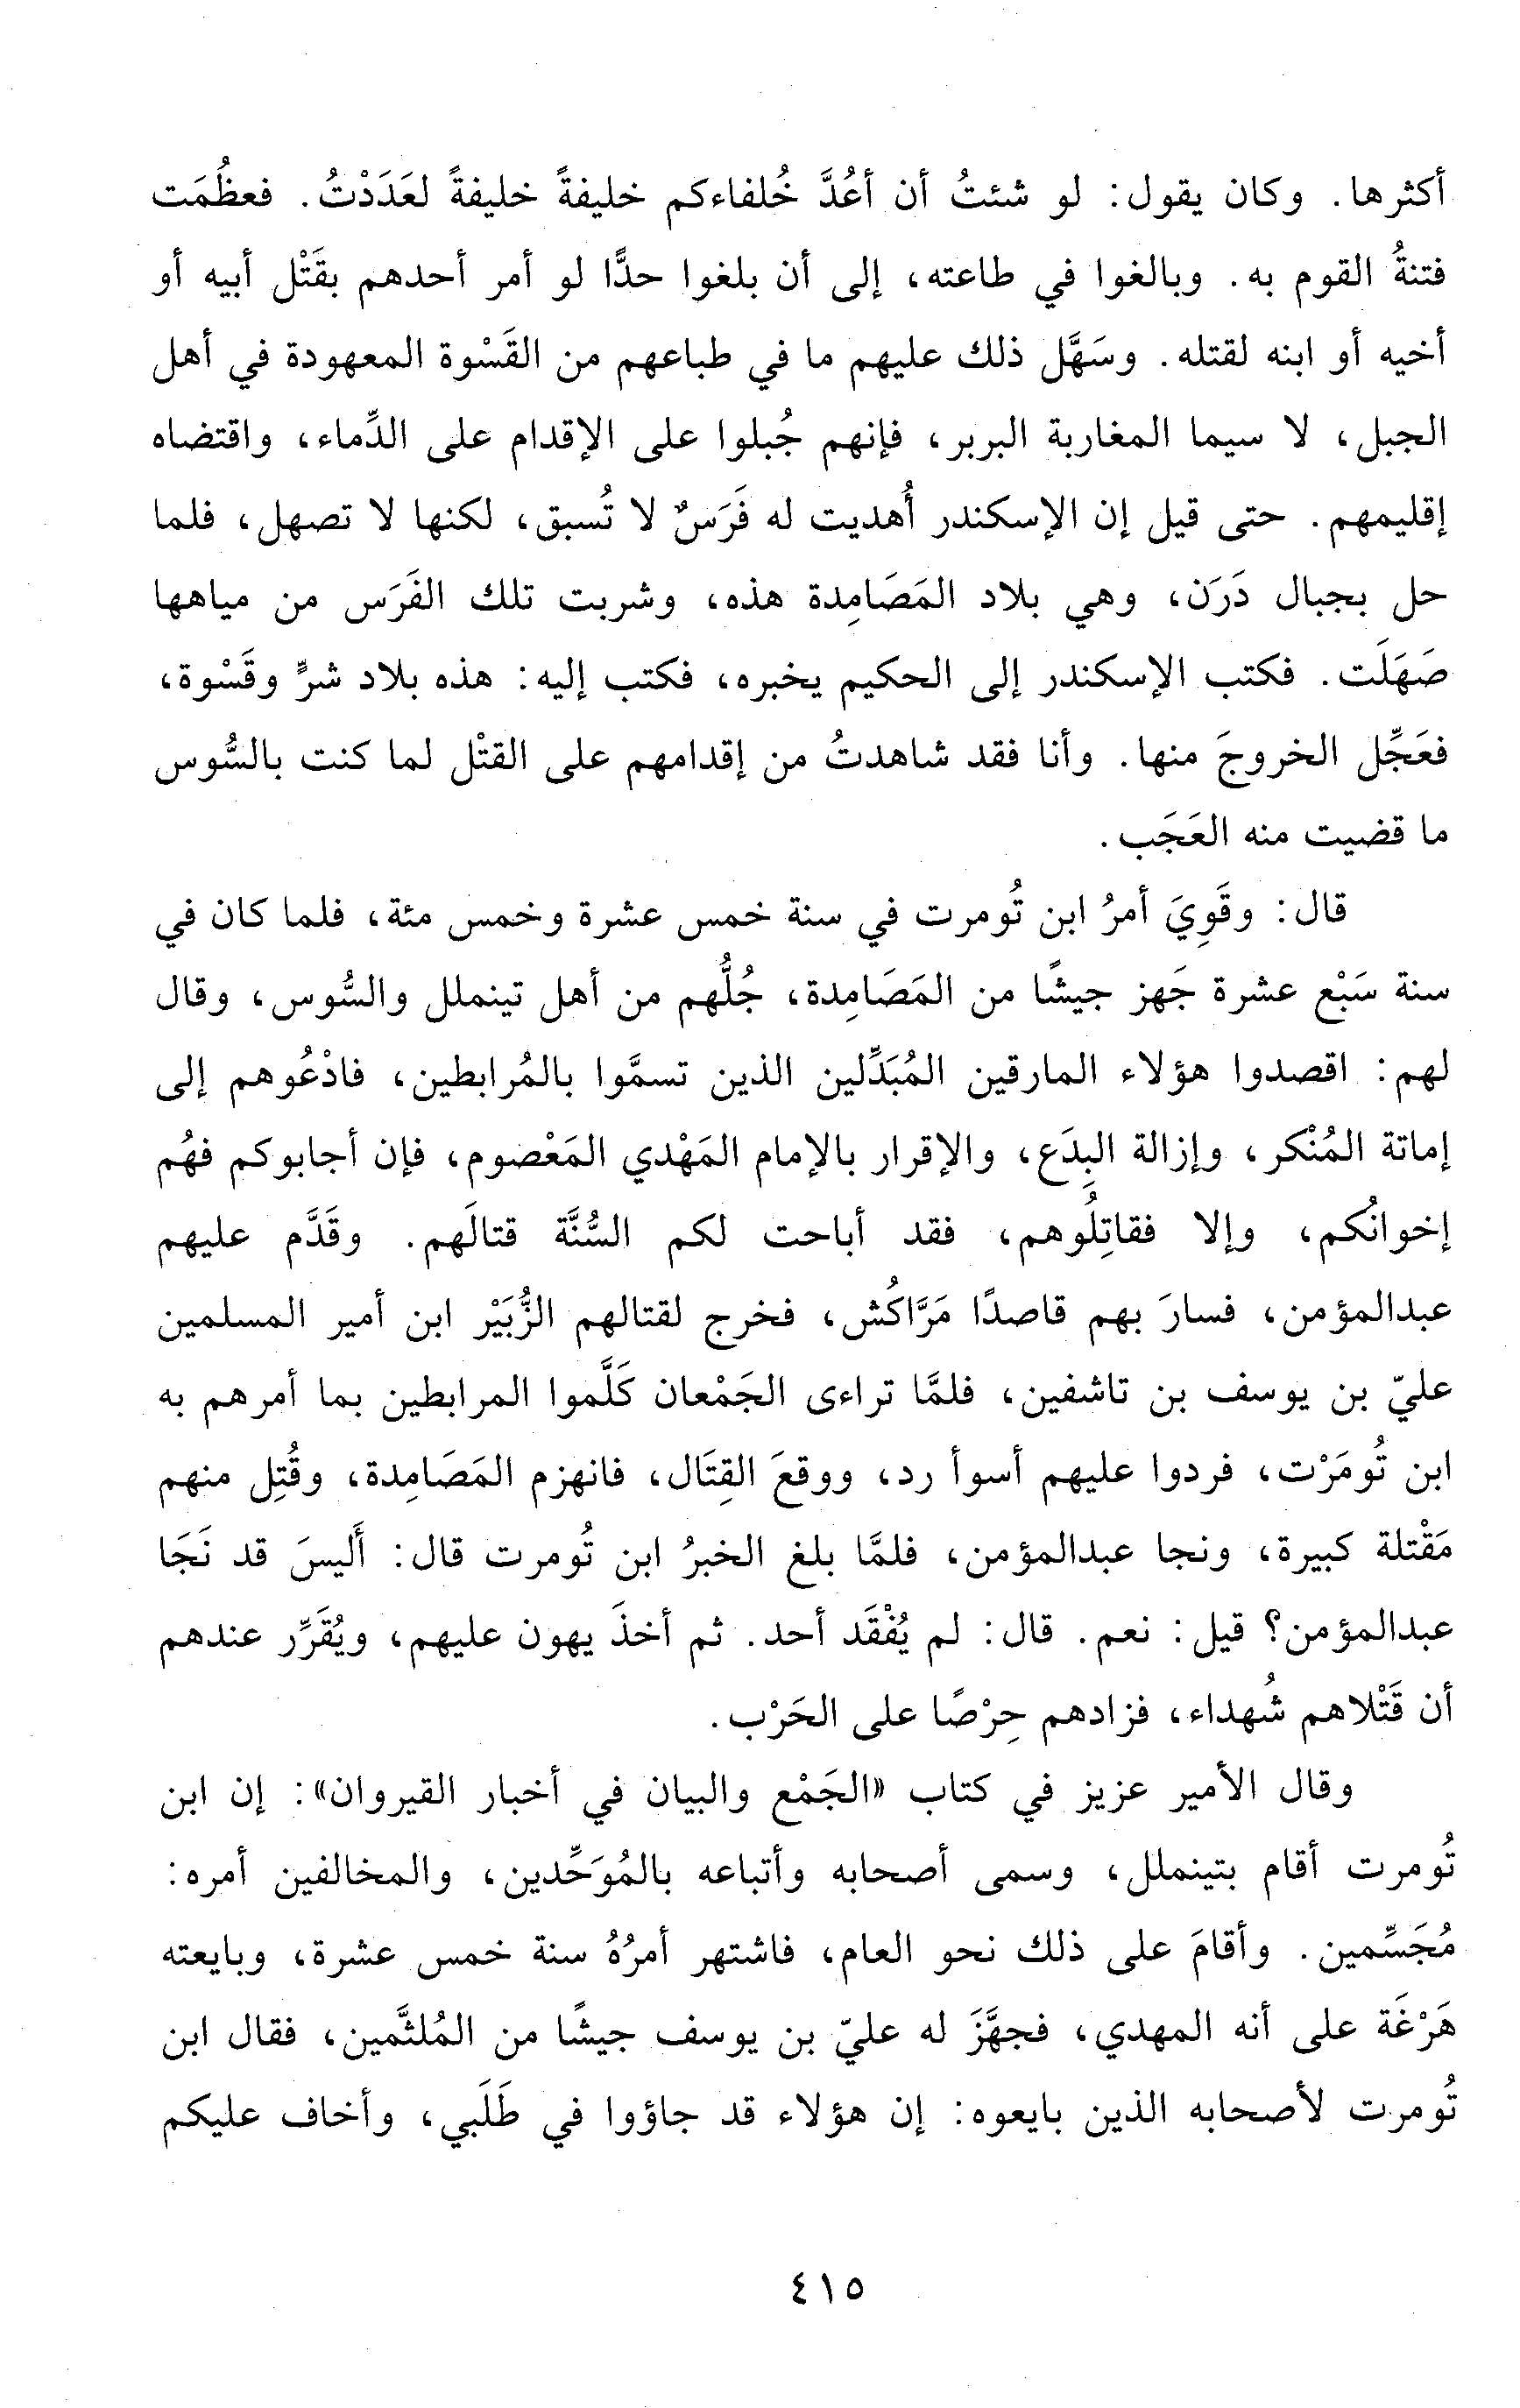 أكثرها. وكان يقول: لو شئتُ أن أعُدَّ خُلفاءكم خليفةً خليفةً لعَدَدْتُ. فعظُمَت
فتنةُ القوم به. وبالغوا في طاعته، إلى أن بلغوا حدًّا لو أمر أحدهم بقَتْل أبيه أو
أخيه أو ابنه لقتله. وسَهَّل ذلك عليهم ما في طباعهم من القَسْوة المعهودة في أهل
الجبل، لا سيما المغاربة البربر، فإنهم جُبلوا على الإقدام على الدِّماء، واقتضاه
إقليمهم. حتى قيل إن الإسكندر أُهديت له فَرَسٌ لا تُسبق، لكنها لا تصهل، فلما
حل بجبال دَرَن، وهي بلاد المَصَامِدة هذه، وشربت تلك الفَرَس من مياهها
صَهَلَت. فكتب الإسكندر إلى الحكيم يخبره، فكتب إليه: هذه بلاد شرٍّ وقَسْوة،
فعَجِّل الخروجَ منها. وأنا فقد شاهدتُ من إقدامهم على القتْل لما كنت بالسُّوس
ما قضيت منه العَجَب.
قال: وقَوِيَ أمرُ ابن تُومرت في سنة خمس عشرة وخمس مئة، فلما كان في
سنة سَبْع عشرة جَهز جيشًا من المَصَامِدة، جُلُّهم من أهل تينملل والسُّوس، وقال
لهم: اقصدوا هؤلاء المارقين المُبَدِّلين الذين تسمَّوا بالمُرابطين، فادْعُوهم إلى
إماتة المُنْكر، وإزالة البِدَع، والإقرار بالإمام المَهْدي المَعْصوم، فإن أجابوكم فهُم
إخوانُكم، وإلا فقاتِلُوهم، فقد أباحت لكم السُّنَّة قتالَهم. وقَدَّم عليهم
عبدالمؤمن، فسارَ بهم قاصدًا مَرَّاكُش، فخرج لقتالهم الزُّبَيْر ابن أمير المسلمين
عليّ بن يوسف بن تاشفين، فلمَّا تراءى الجَمْعان كَلَّموا المرابطين بما أمرهم به
ابن تُومَرْت، فردوا عليهم أسوأ رد، ووقعَ القِتَال، فانهزم المَصَامِدة، وقُتِل منهم
مَقْتلة كبيرة، ونجا عبدالمؤمن، فلمَّا بلغ الخبرُ ابن تُومرت قال: أَليسَ قد نَجَا
عبدالمؤمن؟ قيل: نعم. قال: لم يُفْقَد أحد. ثم أخذَ يهون عليهم، ويُقَرِّر عندهم
أن قَتْلاهم شُهداء، فزادهم حِرْصًا على الحَرْب.
وقال الأمير عزيز في كتاب «الجَمْع والبيان في أخبار القيروان»: إن ابن
تُومرت أقام بتينملل، وسمى أصحابه وأتباعه بالمُوَحِّدين، والمخالفين أمره:
مُجَسِّمين. وأقامَ على ذلك نحو العام، فاشتهر أمرُهُ سنة خمس عشرة، وبايعته
هَرْغَة على أنه المهدي، فجهَّزَ له عليّ بن يوسف جيشًا من المُلثَّمين، فقال ابن
تُومرت لأصحابه الذين بايعوه: إن هؤلاء قد جاؤوا في طَلَبي، وأخاف عليكم
٤١٥